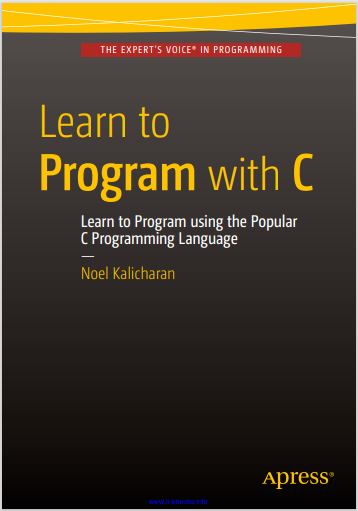 THE EXPERT'S VOICE® IN PROGRAMMING
Learn to
Program with C
Learn to Program using the Popular
C Programming Language
Noel Kalicharan
Apress®